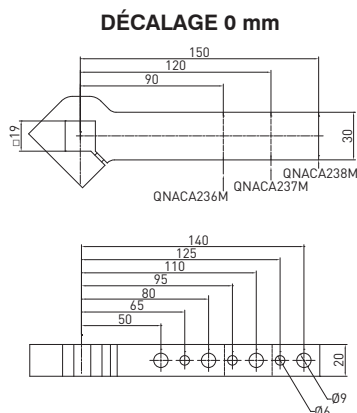 DÉCALAGE 0 mm
150
120
90
□19
30
QNACA238M
QNACA237M
QNACA236M
140
125
110
95
80
65
50
20
Ø9
Ø6